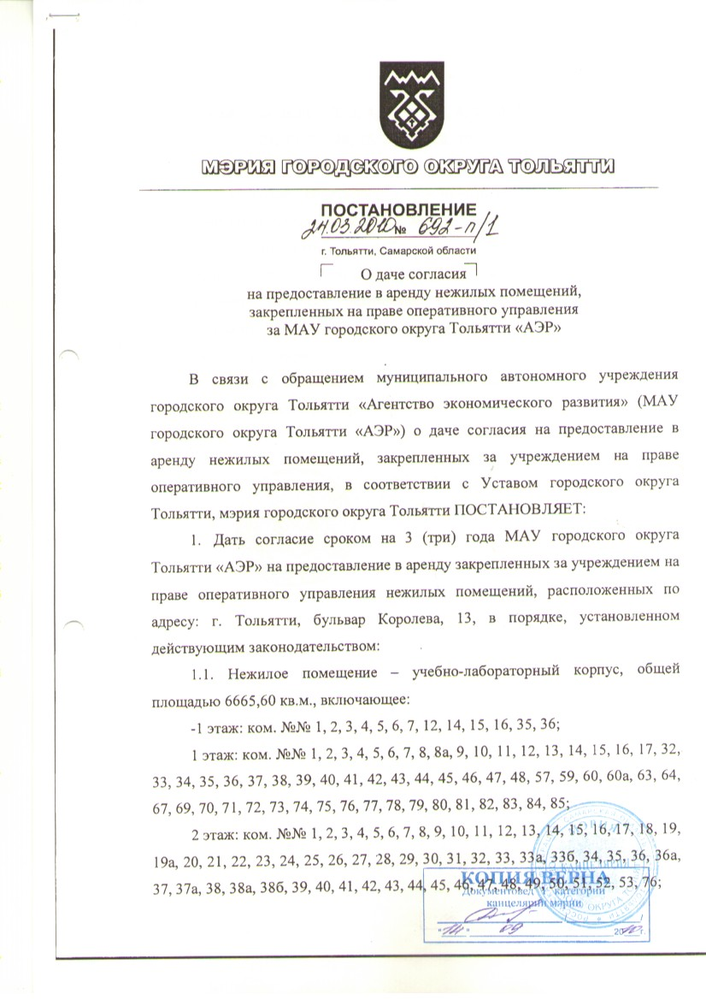 МЭРИЯ ГОРОДСКОГО ОКРУГА ТОЛЬЯТТИ
ПОСТАНОВЛЕНИЕ
24.03.2010 № 692-п/1
г. Тольятти, Самарской области
О даче согласия
на предоставление в аренду нежилых помещений,
закрепленных на праве оперативного управления
за МАУ городского округа Тольятти «АЭР»
В связи с обращением муниципального автономного учреждения
городского округа Тольятти «Агентство экономического развития» (МАУ
городского округа Тольятти «АЭР») о даче согласия на предоставление в
аренду нежилых помещений, закрепленных за учреждением на праве
оперативного управления, в соответствии с Уставом городского округа
Тольятти, мэрия городского округа Тольятти ПОСТАНОВЛЯЕТ:
1. Дать согласие сроком на 3 (три) года МАУ городского округа
Тольятти «АЭР» на предоставление в аренду закрепленных за учреждением на
праве оперативного управления нежилых помещений, расположенных по
адресу: г. Тольятти, бульвар Королева, 13, в порядке, установленном
действующим законодательством:
1.1. Нежилое помещение – учебно-лабораторный корпус, общей
площадью 6665,60 кв.м., включающее:
-1 этаж: ком. №№ 1, 2, 3, 4, 5, 6, 7, 12, 14, 15, 16, 35, 36;
1 этаж: ком. №№ 1, 2, 3, 4, 5, 6, 7, 8, 8а, 9, 10, 11, 12, 13, 14, 15, 16, 17, 32,
33, 34, 35, 36, 37, 38, 39, 40, 41, 42, 43, 44, 45, 46, 47, 48, 57, 59, 60, 60а, 63, 64,
67, 69, 70, 71, 72, 73, 74, 75, 76, 77, 78, 79, 80, 81, 82, 83, 84, 85;
2 этаж: ком. №№ 1, 2, 3, 4, 5, 6, 7, 8, 9, 10, 11, 12, 13, 14, 15, 16, 17, 18, 19,
19а, 20, 21, 22, 23, 24, 25, 26, 27, 28, 29, 30, 31, 32, 33, 33а, 33б, 34, 35, 36, 36а,
37, 37а, 38, 38а, 38б, 39, 40, 41, 42, 43, 44, 45, 46, 47, 48, 49, 50, 51, 52, 53, 76;
КОПИЯ ВЕРНА
Документовед категории
канцелярии мэрии
09 2010 г.